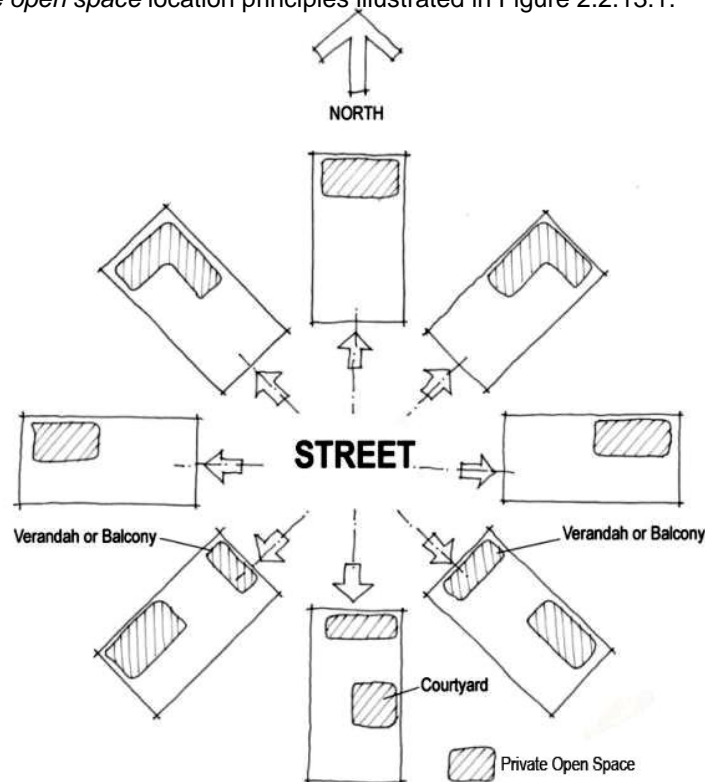 open space location principles illustrated in Figure 2.2.13.1.
NORTH
STREET
Verandah or Balcony
Verandah or Balcony
Courtyard
Private Open Space